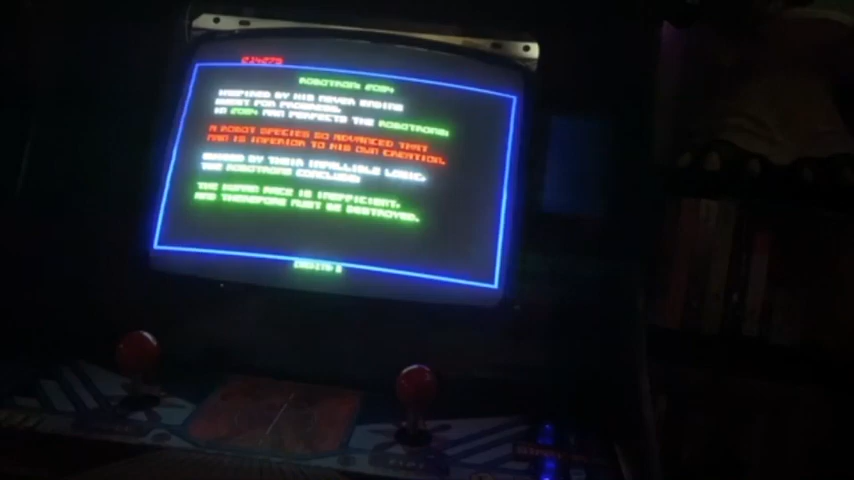 ROBOTRON: 2084
INSPIRED BY HIS NEVER ENDING
QUEST FOR PROGRESS,
IN 2084 MAN PERFECTS THE ROBOTRONS:
A ROBOT SPECIES SO ADVANCED THAT
MAN IS INFERIOR TO HIS OWN CREATION.
GUIDED BY THEIR INFALLIBLE LOGIC,
THE ROBOTRONS CONCLUDE:
THE HUMAN RACE IS INEFFICIENT,
AND THEREFORE MUST BE DESTROYED.